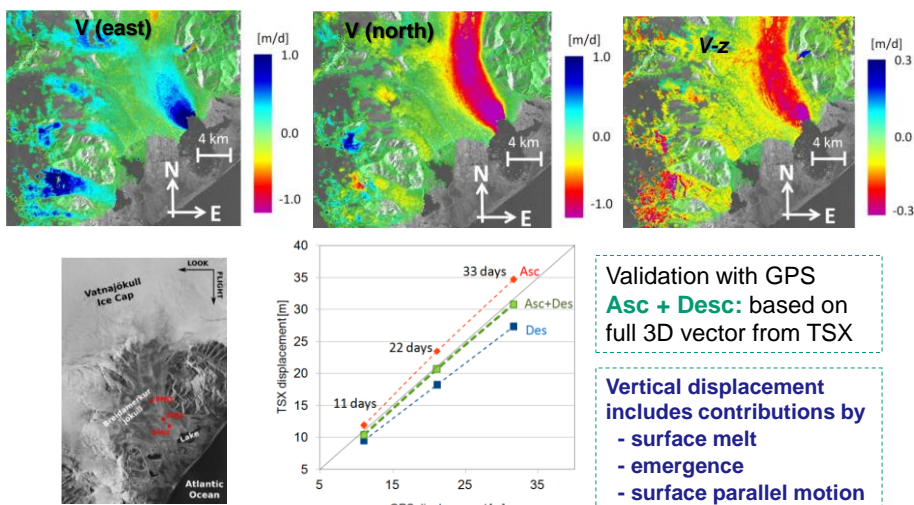 V (east)
[m/d]
1.0
0.0
-1.0
4 km
N
E
V (north)
[m/d]
1.0
0.0
-1.0
4 km
N
E
V-z
[m/d]
0.3
0.0
-0.3
4 km
N
E
LOOK
FLIGHT
Vatnajökull
Ice Cap
Breidamerkur
jökull
Lake
Atlantic
Ocean
TSX displacement[m]
40
35
30
25
20
15
10
5
5
15
25
35
11 days
22 days
33 days
Asc
Asc+Des
Des
Validation with GPS
Asc + Desc: based on
full 3D vector from TSX
Vertical displacement
includes contributions by
- surface melt
- emergence
- surface parallel motion